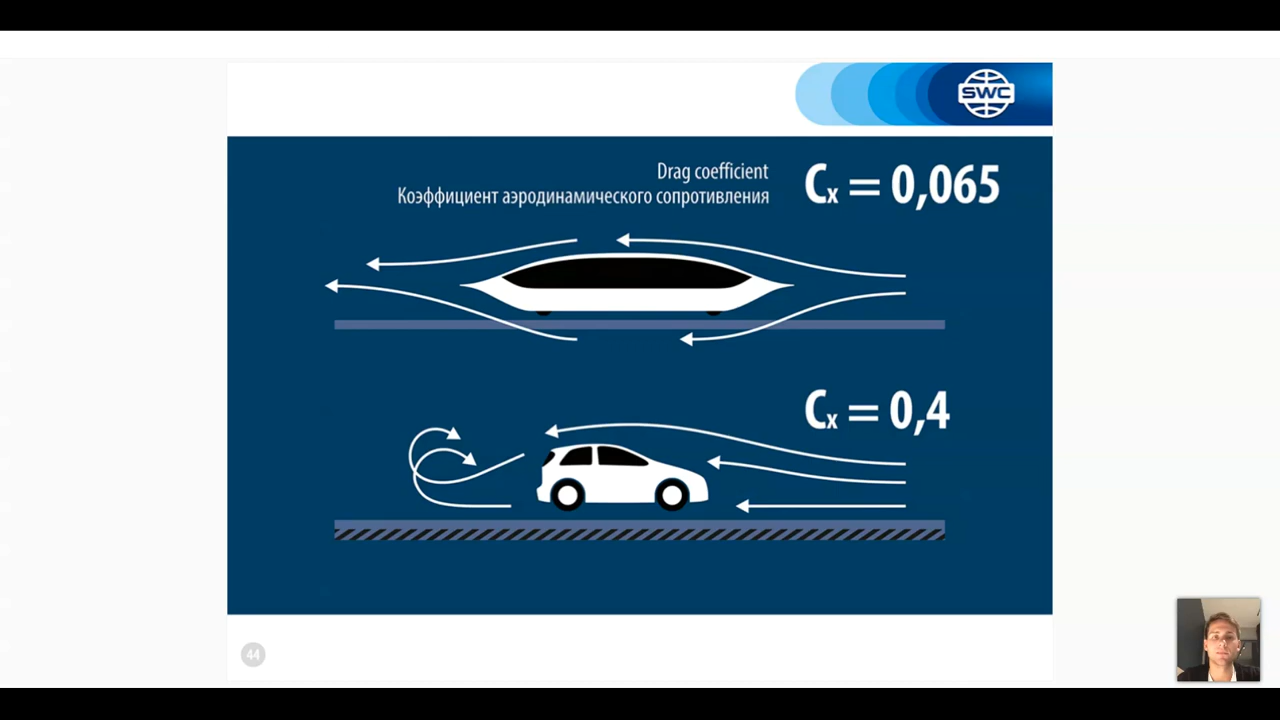 SWC
Drag coefficient
Коэффициент аэродинамического сопротивления
Cx = 0,065
Cx = 0,4
44